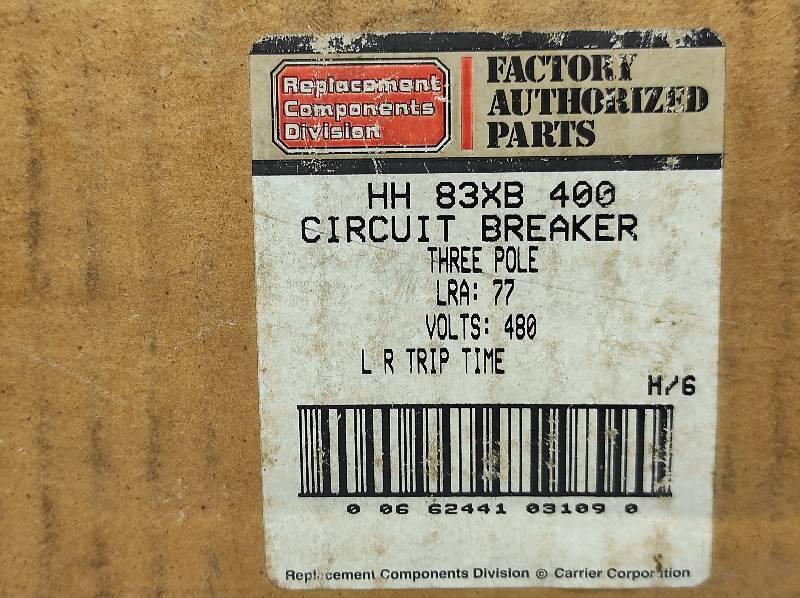 Replacement
Components
Division
FACTORY
AUTHORIZED
PARTS
HH 83XB 400
CIRCUIT BREAKER
THREE POLE
LRA: 77
VOLTS: 480
L R TRIP TIME
H/6
0 06 62441 03109 0
Replacement Components Division © Carrier Corporation